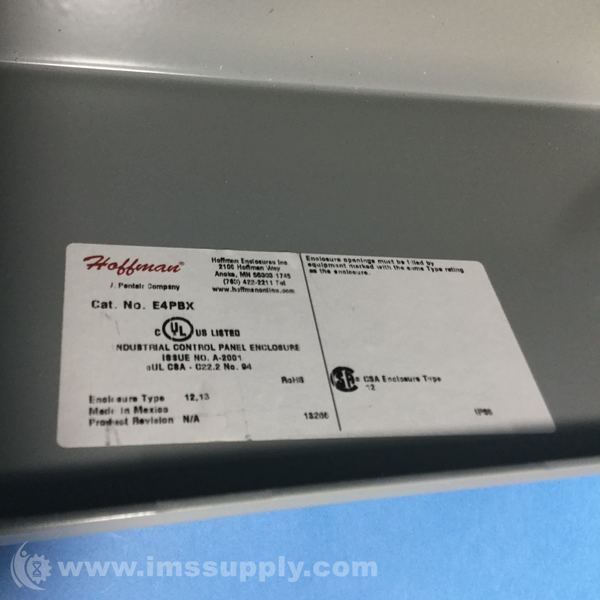 Hoffman®
A Pentair Company
Hoffman Enclosures Inc.
2100 Hoffman Way
Anoka, MN 55303-1745
(763) 422-2211 Tel
www.hoffmanonline.com
Cat. No. E4PBX
C UL US LISTED
INDUSTRIAL CONTROL PANEL ENCLOSURE
ISSUE NO. A-2001
cUL CSA - C22.2 No. 94
RoHS
Enclosure Type 12,13
Made in Mexico
Product Revision N/A
Enclosure openings must be filled by
equipment marked with the same Type rating
as the enclosure.
CSA Enclosure Type
12
www.imssupply.com